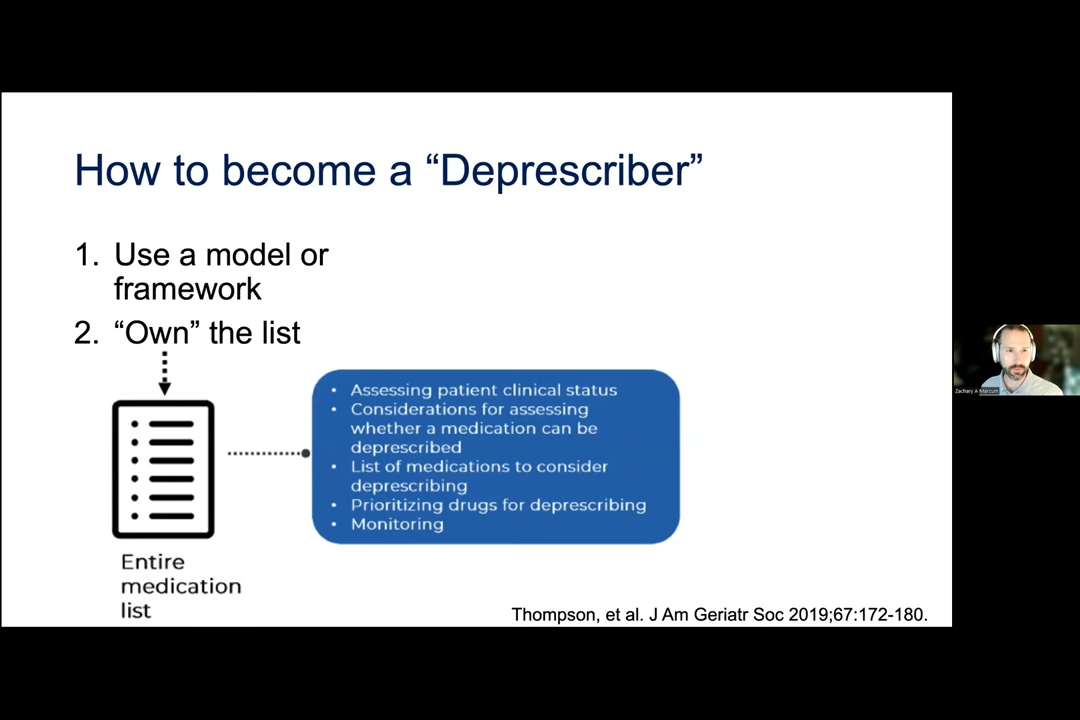 How to become a “Deprescriber”
1. Use a model or
framework
2. “Own” the list
• Assessing patient clinical status
• Considerations for assessing
whether a medication can be
deprescribed
• List of medications to consider
deprescribing
• Prioritizing drugs for deprescribing
• Monitoring
Entire
medication
list
Thompson, et al. J Am Geriatr Soc 2019;67:172-180.
Zachary A Marcum